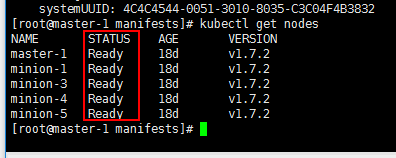 systemUUID: 4C4C4544-0051-3010-8035-C3C04F4B3832
[root@master-1 manifests]# kubectl get nodes
NAME STATUS AGE VERSION
master-1 Ready 18d v1.7.2
minion-1 Ready 18d v1.7.2
minion-3 Ready 18d v1.7.2
minion-4 Ready 18d v1.7.2
minion-5 Ready 18d v1.7.2
[root@master-1 manifests]#